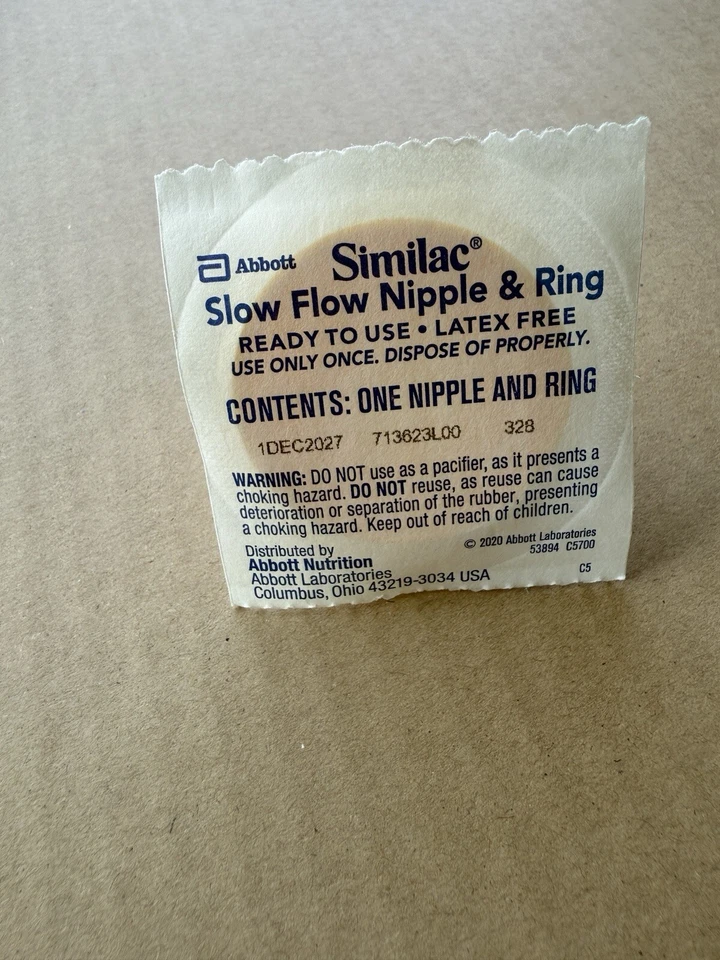 Abbott Similac®
Slow Flow Nipple & Ring
READY TO USE • LATEX FREE
USE ONLY ONCE. DISPOSE OF PROPERLY.
CONTENTS: ONE NIPPLE AND RING
1DEC2027 713623L00 328
WARNING: DO NOT use as a pacifier, as it presents a
choking hazard. DO NOT reuse, as reuse can cause
deterioration or separation of the rubber, presenting
a choking hazard. Keep out of reach of children.
Distributed by
Abbott Nutrition
Abbott Laboratories
Columbus, Ohio 43219-3034 USA
© 2020 Abbott Laboratories
53894 C5700
C5